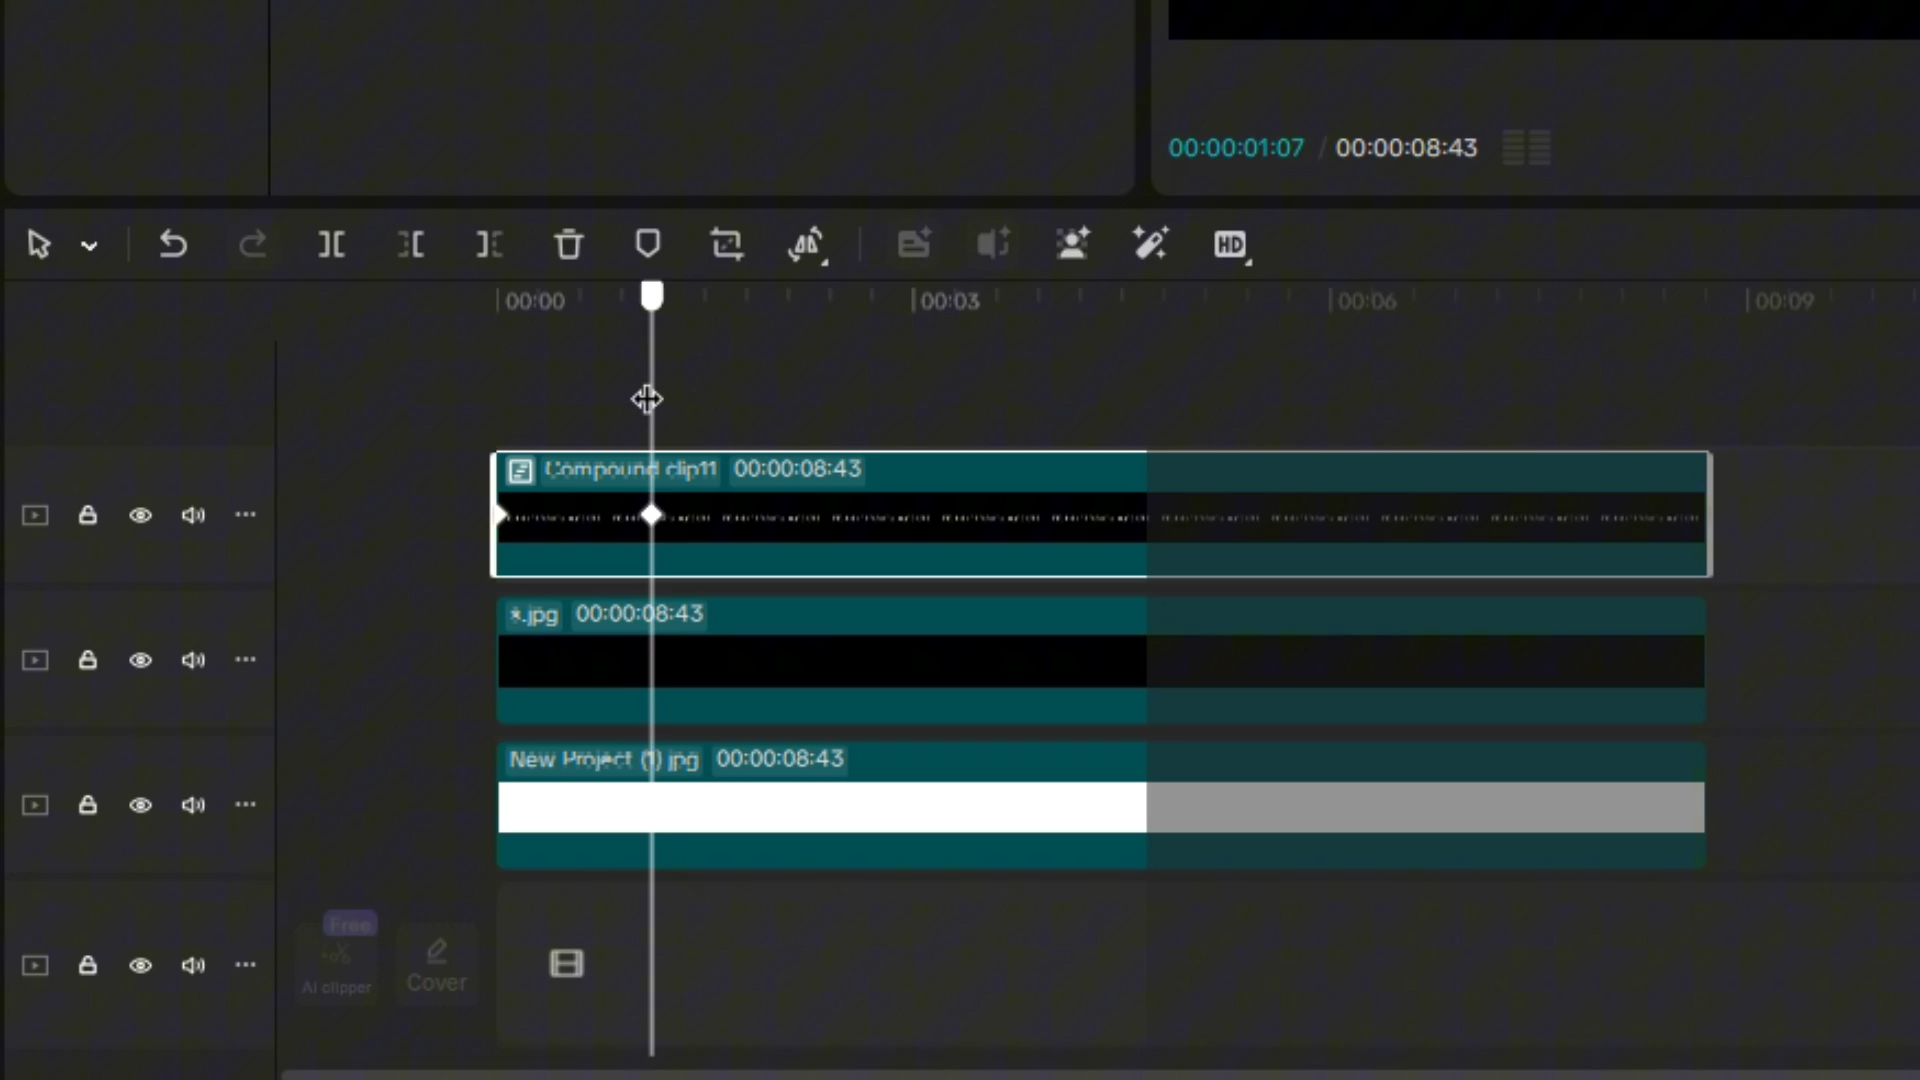 00:00:01:07 / 00:00:08:43
HD
00:00 00:03 00:06 00:09
Compound clip11 00:00:08:43
.jpg 00:00:08:43
New Project (1).jpg 00:00:08:43
Free
AI clipper
Cover